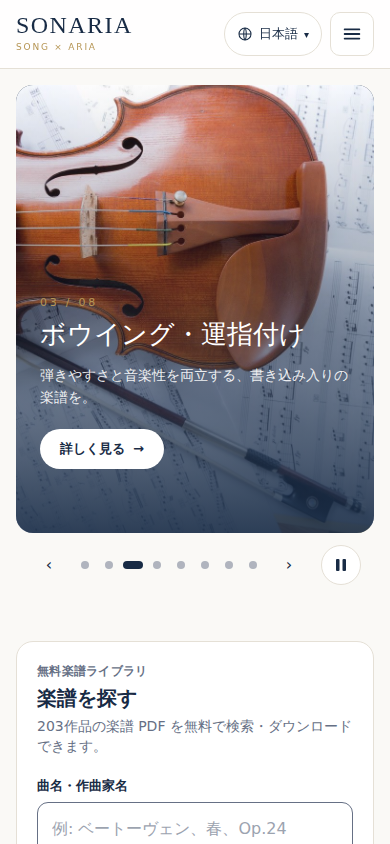 SONARIA
SONG × ARIA
日本語 ▾
03 / 08
ボウイング・運指付け
弾きやすさと音楽性を両立する、書き込み入りの
楽譜を。
詳しく見る →
‹ ›
無料楽譜ライブラリ
楽譜を探す
203作品の楽譜 PDF を無料で検索・ダウンロード
できます。
曲名・作曲家名
例: ベートーヴェン、春、Op.24